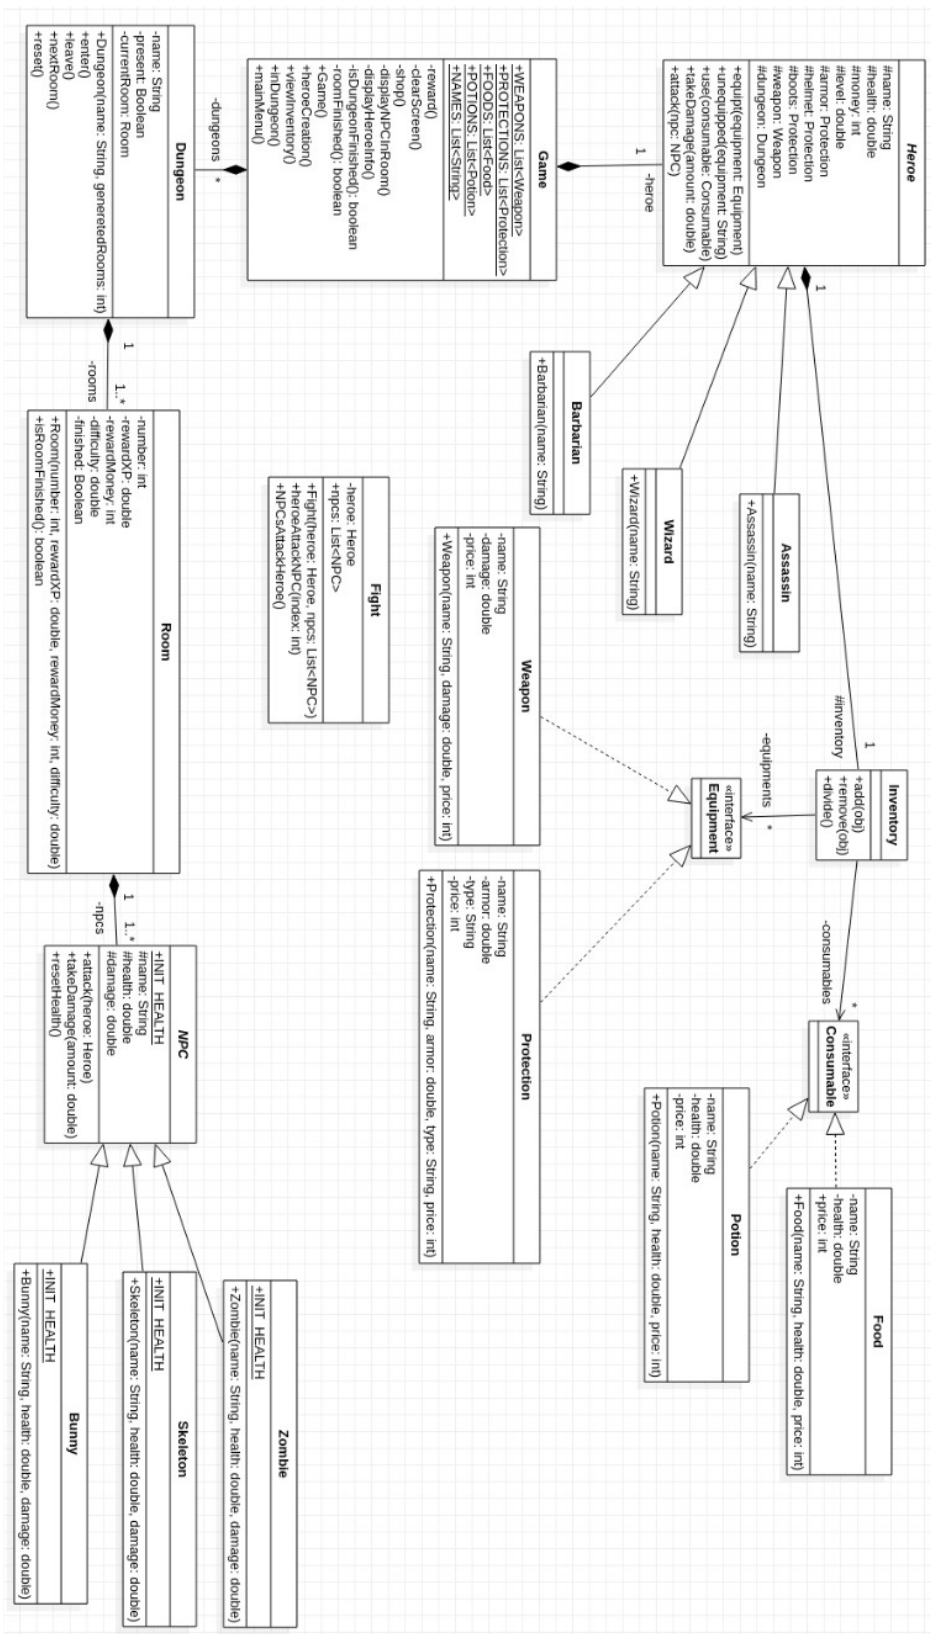 Heroe
#name: String
#health: double
#money: int
#level: double
#armor: Protection
#helmet: Protection
#boots: Protection
#weapon: Weapon
#dungeon: Dungeon
+equipt(equipment: Equipment)
+unequipped(equipment: String)
+use(consumable: Consumable)
+takeDamage(amount: double)
+attack(npc: NPC)
1
-heroe
Game
+WEAPONS: List<Weapon>
+PROTECTIONS: List<Protection>
+FOODS: List<Food>
+POTIONS: List<Potion>
+NAMES: List<String>
-reward()
-clearScreen()
-shop()
-displayNPCInRoom()
-displayHeroeInfo()
-isDungeonFinished(): boolean
-roomFinished(): boolean
+Game()
+heroeCreation()
+viewInventory()
+inDungeon()
+mainMenu()
-dungeons
*
Dungeon
-name: String
-present: Boolean
-currentRoom: Room
+Dungeon(name: String, generetedRooms: int)
+enter()
+leave()
+nextRoom()
+reset()
1
1..*
-rooms
Room
-number: int
-rewardXP: double
-rewardMoney: int
-difficulty: double
-finished: Boolean
+Room(number: int, rewardXP: double, rewardMoney: int, difficulty: double)
+isRoomFinished(): boolean
1
1..*
-npcs
NPC
+INIT_HEALTH
#name: String
#health: double
#damage: double
+attack(heroe: Heroe)
+takeDamage(amount: double)
+resetHealth()
Zombie
+INIT_HEALTH
+Zombie(name: String, health: double, damage: double)
Skeleton
+INIT_HEALTH
+Skeleton(name: String, health: double, damage: double)
Bunny
+INIT_HEALTH
+Bunny(name: String, health: double, damage: double)
Barbarian
+Barbarian(name: String)
Wizard
+Wizard(name: String)
Assassin
+Assassin(name: String)
Fight
-heroe: Heroe
+npcs: List<NPC>
+Fight(heroe: Heroe, npcs: List<NPC>)
+heroeAttackNPC(index: int)
+NPCsAttackHeroe()
1
1
#inventory
Inventory
+add(obj)
+remove(obj)
+divide()
-equipments
*
«interface»
Equipment
-consumables
*
«interface»
Consumable
Weapon
-name: String
-damage: double
-price: int
+Weapon(name: String, damage: double, price: int)
Protection
-name: String
-armor: double
-type: String
-price: int
+Protection(name: String, armor: double, type: String, price: int)
Potion
-name: String
-health: double
-price: int
+Potion(name: String, health: double, price: int)
Food
-name: String
-health: double
+price: int
+Food(name: String, health: double, price: int)